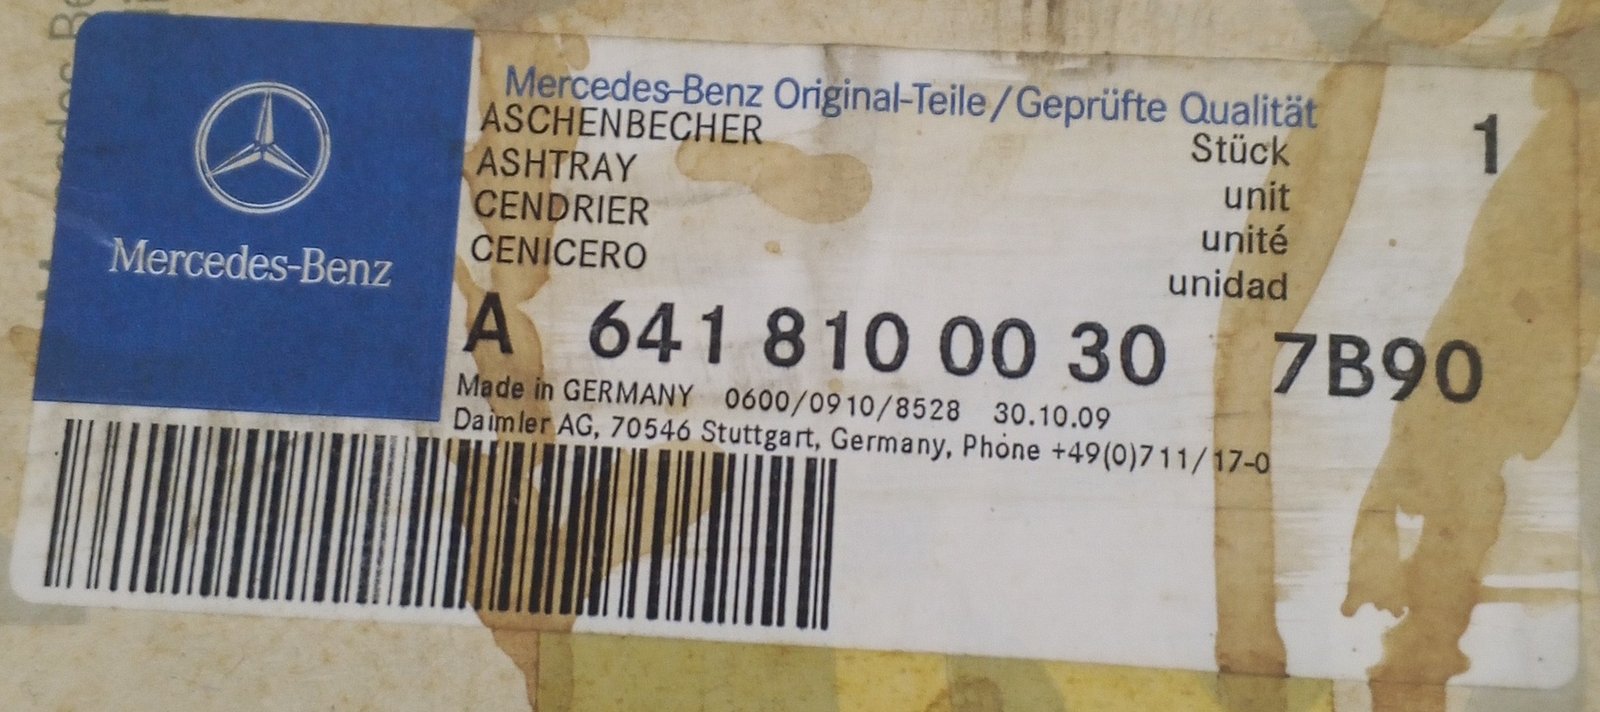 Mercedes-Benz
Mercedes-Benz Original-Teile/Geprüfte Qualität
ASCHENBECHER
ASHTRAY
CENDRIER
CENICERO
Stück
unit
unité
unidad
1
A 641 810 00 30 7B90
Made in GERMANY 0600/0910/8528 30.10.09
Daimler AG, 70546 Stuttgart, Germany, Phone +49(0)711/17-0